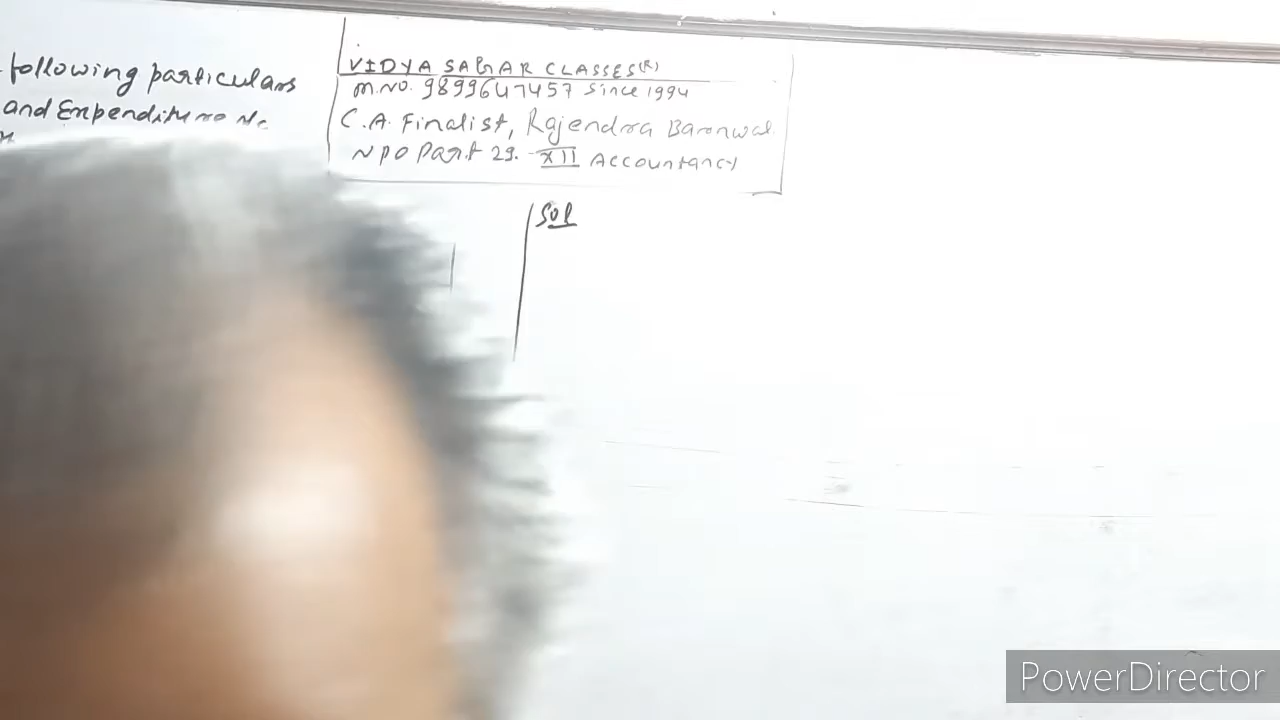 following particulars
and Expenditure A/c
VIDYA SAGAR CLASSES(R)
M.NO. 9899647457 Since 1994
C.A. Finalist, Rajendra Baranwal
NPO Part 29. XII Accountancy
Sol
PowerDirector